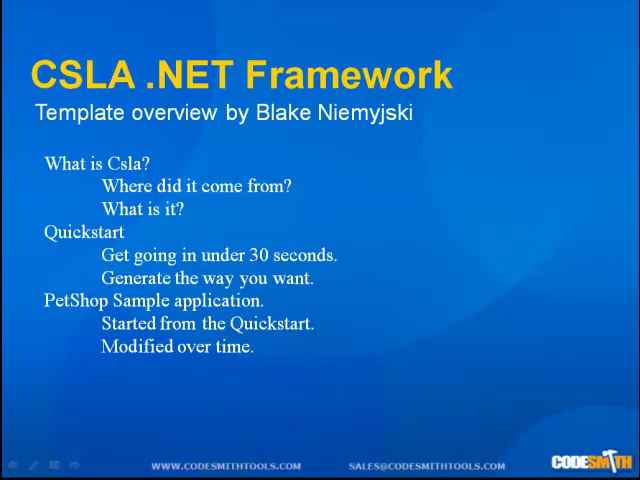 CSLA .NET Framework
Template overview by Blake Niemyjski
What is Csla?
Where did it come from?
What is it?
Quickstart
Get going in under 30 seconds.
Generate the way you want.
PetShop Sample application.
Started from the Quickstart.
Modified over time.
WWW.CODESMITHTOOLS.COM SALES@CODESMITHTOOLS.COM CODESMITH